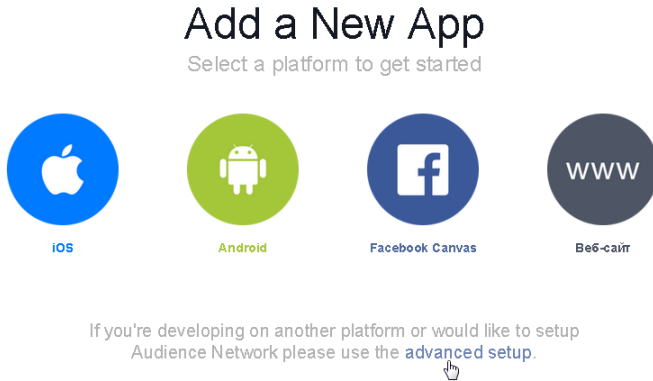 Add a New App
Select a platform to get started
www
iOS
Android
Facebook Canvas
Веб-сайт
If you're developing on another platform or would like to setup
Audience Network please use the advanced setup.